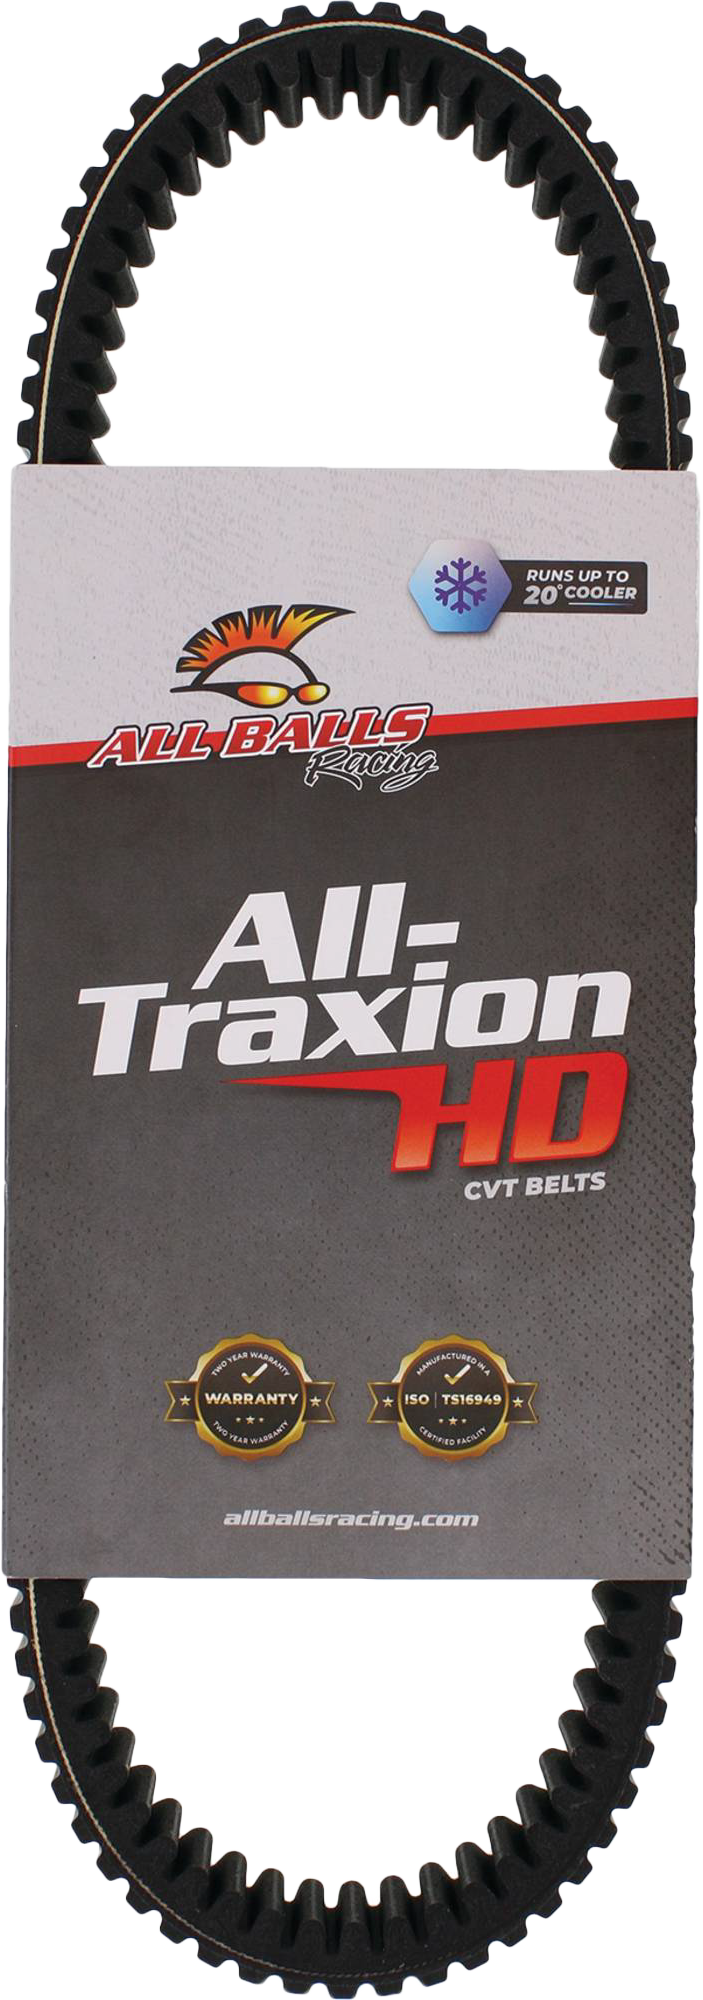 RUNS UP TO
20° COOLER
ALL BALLS
Racing
All-
Traxion
HD
CVT BELTS
TWO YEAR WARRANTY
WARRANTY
TWO YEAR WARRANTY
MANUFACTURED IN A
ISO | TS16949
CERTIFIED FACILITY
allballsracing.com